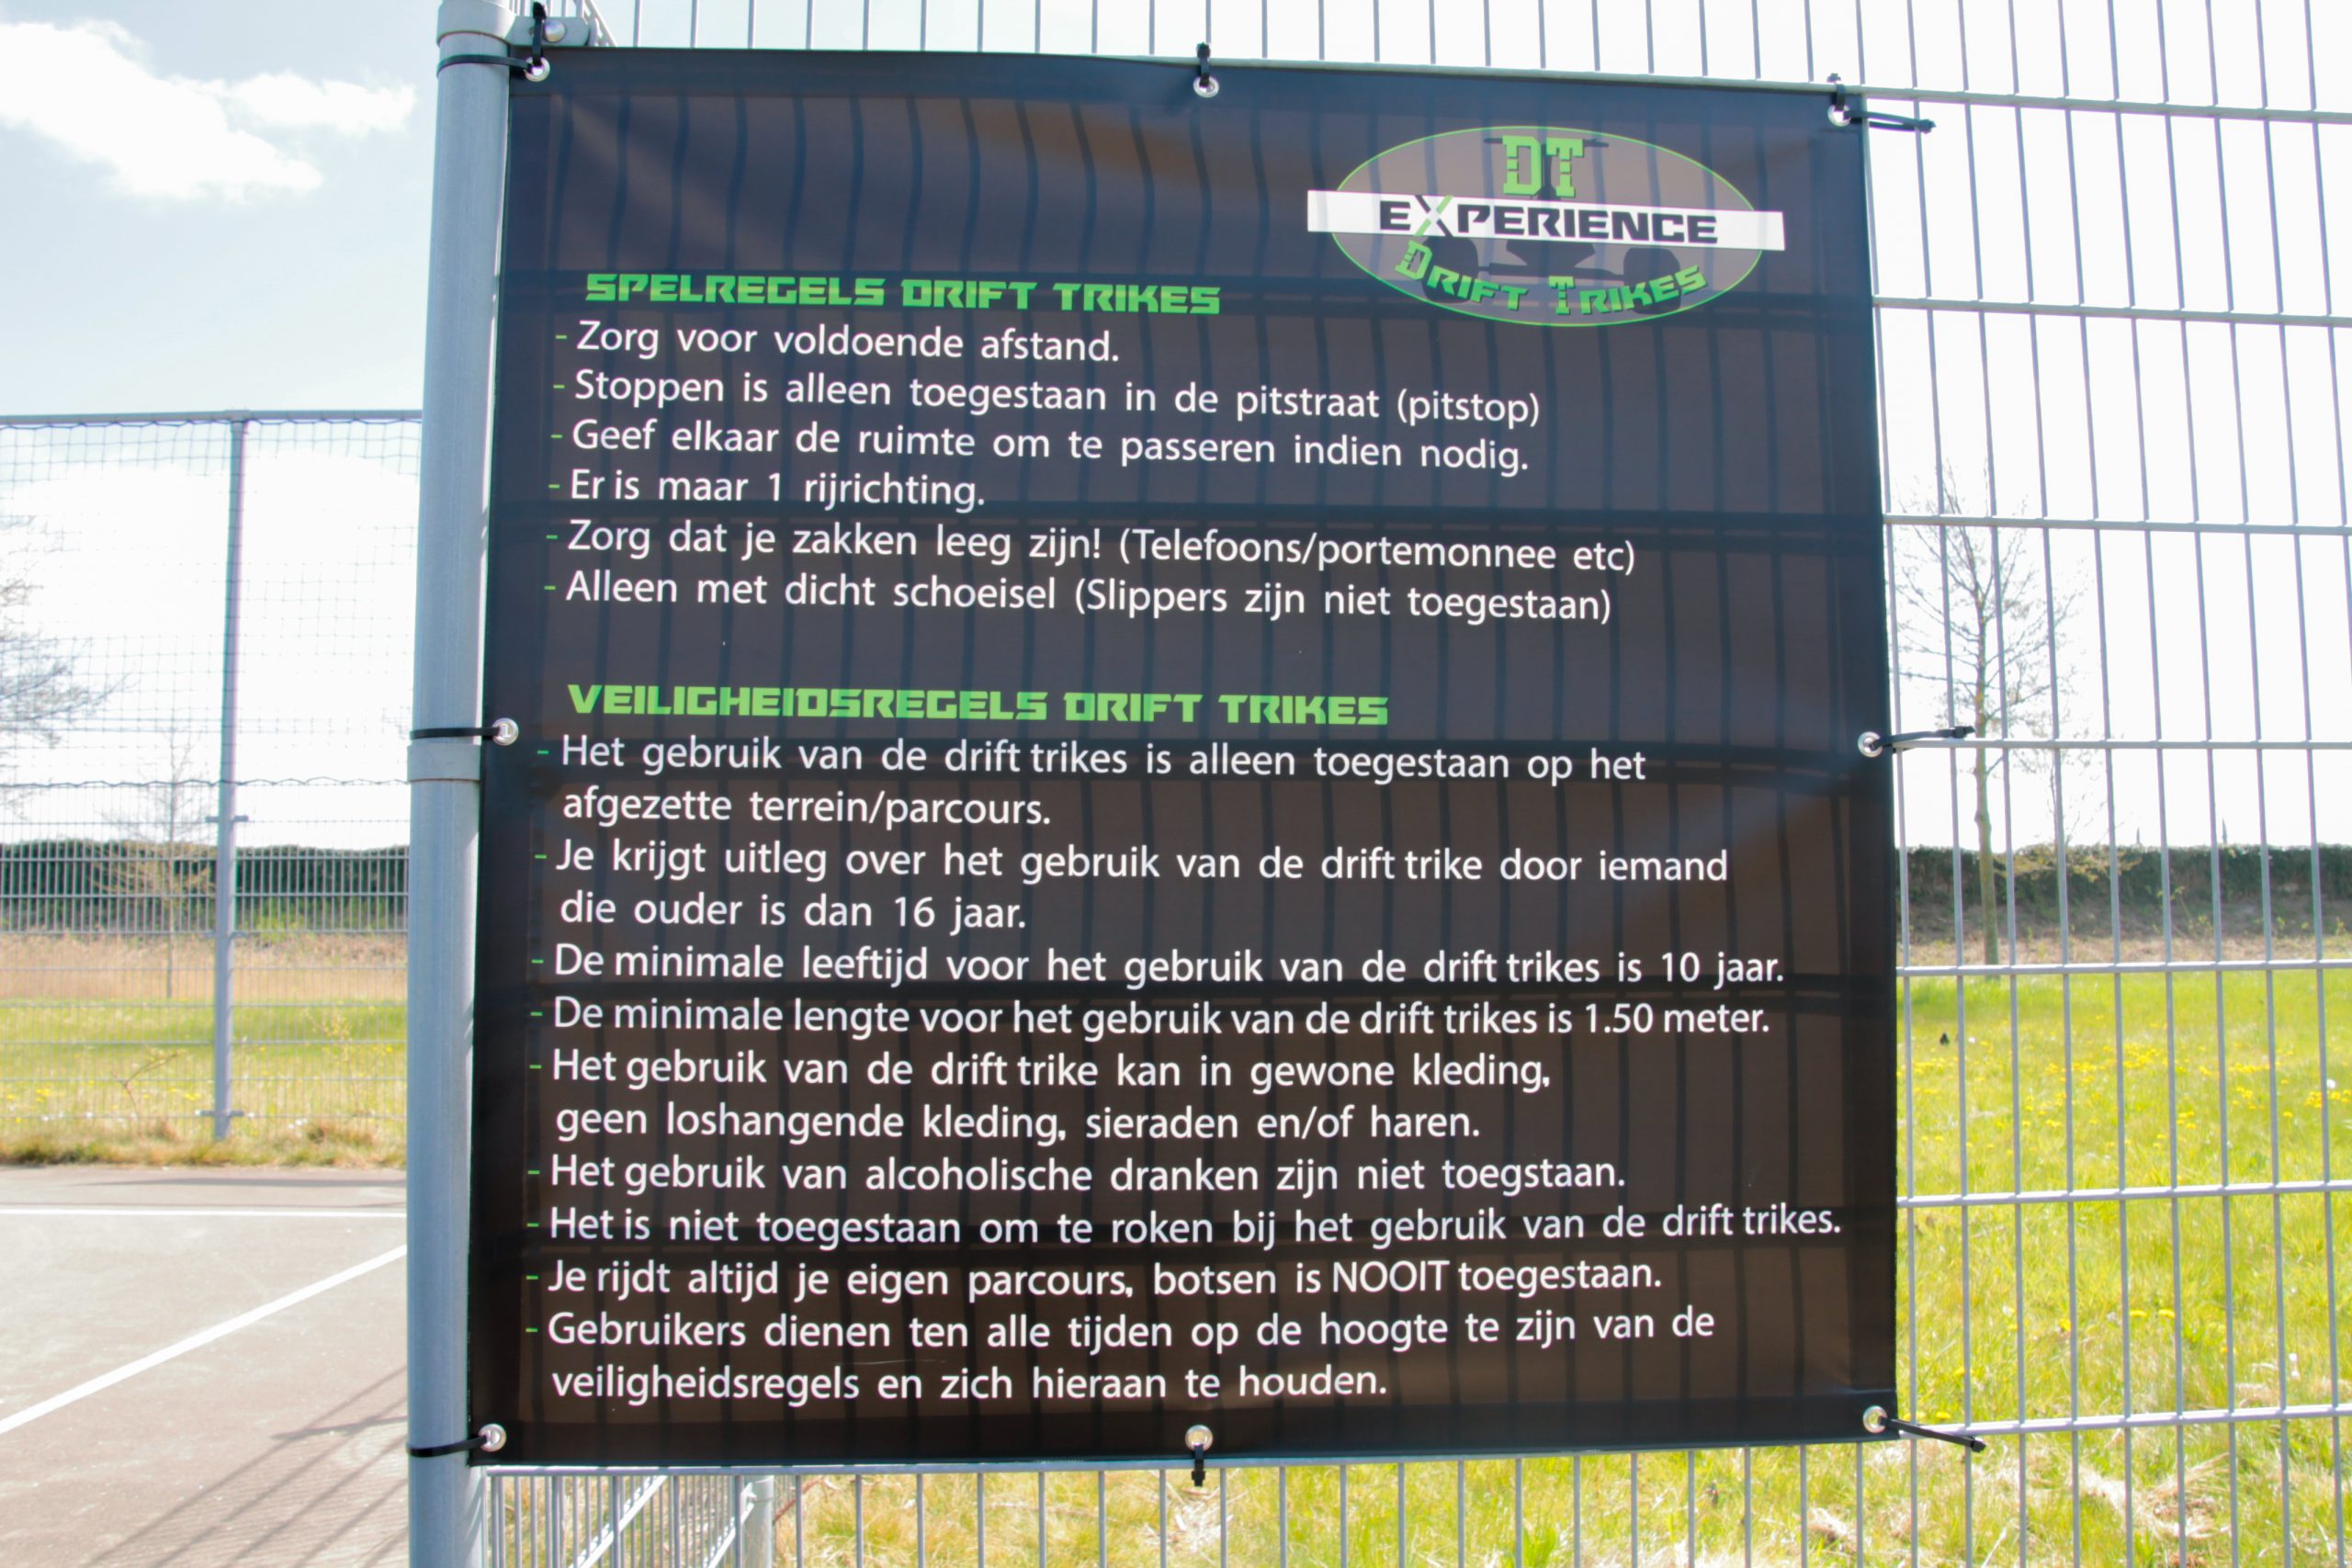 DT
EXPERIENCE
DRIFT TRIKES
SPELREGELS DRIFT TRIKES
- Zorg voor voldoende afstand.
- Stoppen is alleen toegestaan in de pitstraat (pitstop)
- Geef elkaar de ruimte om te passeren indien nodig.
- Er is maar 1 rijrichting.
- Zorg dat je zakken leeg zijn! (Telefoons/portemonnee etc)
- Alleen met dicht schoeisel (Slippers zijn niet toegestaan)
VEILIGHEIDSREGELS DRIFT TRIKES
- Het gebruik van de drift trikes is alleen toegestaan op het
afgezette terrein/parcours.
- Je krijgt uitleg over het gebruik van de drift trike door iemand
die ouder is dan 16 jaar.
- De minimale leeftijd voor het gebruik van de drift trikes is 10 jaar.
- De minimale lengte voor het gebruik van de drift trikes is 1.50 meter.
- Het gebruik van de drift trike kan in gewone kleding,
geen loshangende kleding, sieraden en/of haren.
- Het gebruik van alcoholische dranken zijn niet toegstaan.
- Het is niet toegestaan om te roken bij het gebruik van de drift trikes.
- Je rijdt altijd je eigen parcours, botsen is NOOIT toegestaan.
- Gebruikers dienen ten alle tijden op de hoogte te zijn van de
veiligheidsregels en zich hieraan te houden.